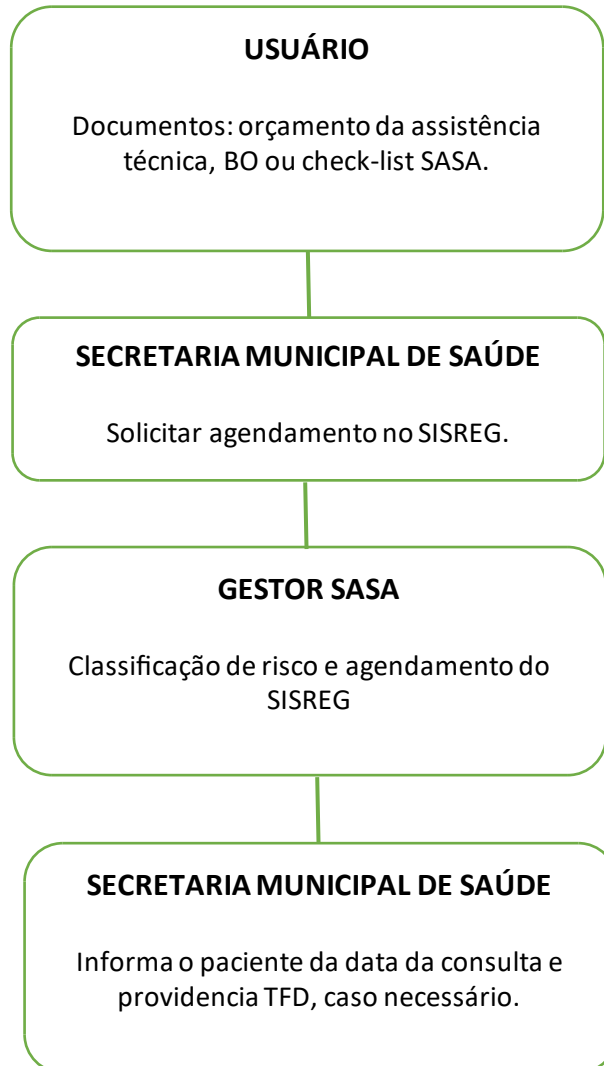 USUÁRIO
Documentos: orçamento da assistência
técnica, BO ou check-list SASA.
SECRETARIA MUNICIPAL DE SAÚDE
Solicitar agendamento no SISREG.
GESTOR SASA
Classificação de risco e agendamento do
SISREG
SECRETARIA MUNICIPAL DE SAÚDE
Informa o paciente da data da consulta e
providencia TFD, caso necessário.